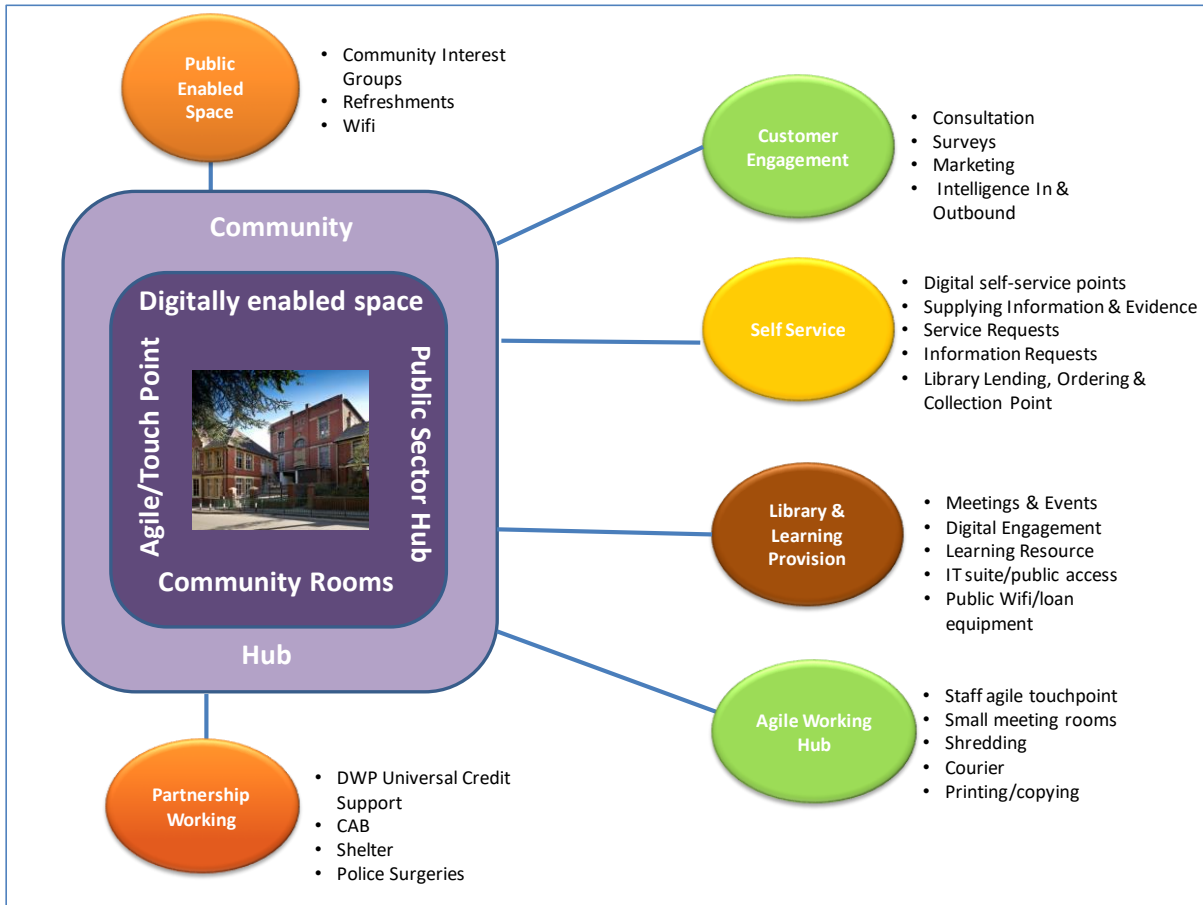 Public
Enabled
Space
• Community Interest
Groups
• Refreshments
• Wifi
Customer
Engagement
• Consultation
• Surveys
• Marketing
• Intelligence In &
Outbound
Community
Digitally enabled space
Agile/Touch Point
Public Sector Hub
Community Rooms
Hub
Self Service
• Digital self-service points
• Supplying Information & Evidence
• Service Requests
• Information Requests
• Library Lending, Ordering &
Collection Point
Library &
Learning
Provision
• Meetings & Events
• Digital Engagement
• Learning Resource
• IT suite/public access
• Public Wifi/loan
equipment
Agile Working
Hub
• Staff agile touchpoint
• Small meeting rooms
• Shredding
• Courier
• Printing/copying
Partnership
Working
• DWP Universal Credit
Support
• CAB
• Shelter
• Police Surgeries